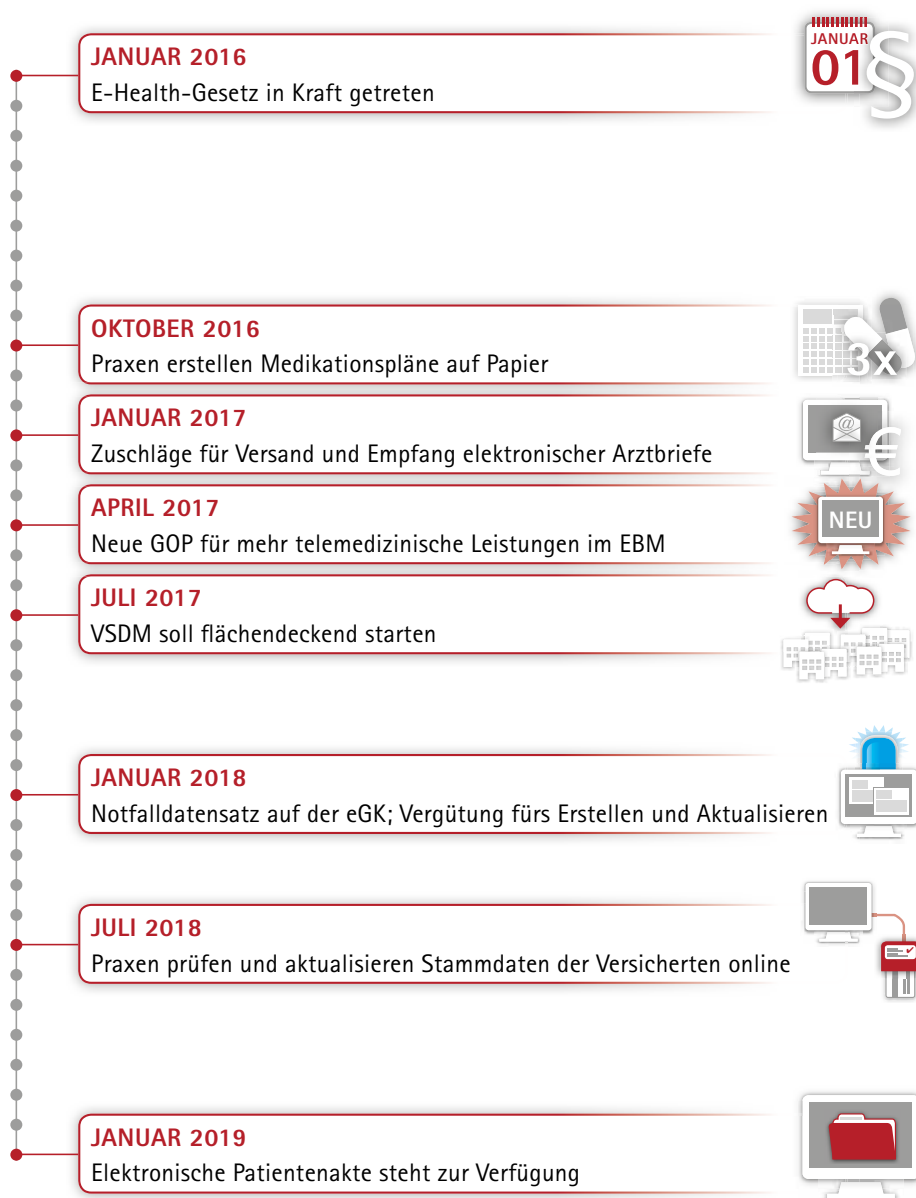 JANUAR 2016
E-Health-Gesetz in Kraft getreten
JANUAR
01
§
OKTOBER 2016
Praxen erstellen Medikationspläne auf Papier
3x
JANUAR 2017
Zuschläge für Versand und Empfang elektronischer Arztbriefe
@
€
APRIL 2017
Neue GOP für mehr telemedizinische Leistungen im EBM
NEU
JULI 2017
VSDM soll flächendeckend starten
JANUAR 2018
Notfalldatensatz auf der eGK; Vergütung fürs Erstellen und Aktualisieren
JULI 2018
Praxen prüfen und aktualisieren Stammdaten der Versicherten online
JANUAR 2019
Elektronische Patientenakte steht zur Verfügung